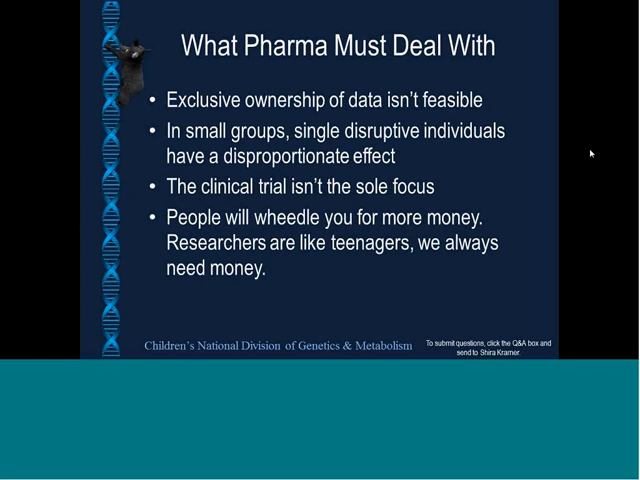 What Pharma Must Deal With
• Exclusive ownership of data isn't feasible
• In small groups, single disruptive individuals
have a disproportionate effect
• The clinical trial isn't the sole focus
• People will wheedle you for more money.
Researchers are like teenagers, we always
need money.
Children's National Division of Genetics & Metabolism
To submit questions, click the Q&A box and
send to Shira Kramer.